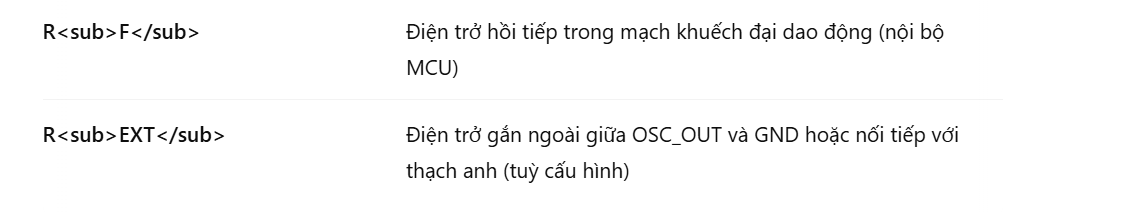 R<sub>F</sub>
Điện trở hồi tiếp trong mạch khuếch đại dao động (nội bộ
MCU)
R<sub>EXT</sub>
Điện trở gắn ngoài giữa OSC_OUT và GND hoặc nối tiếp với
thạch anh (tuỳ cấu hình)